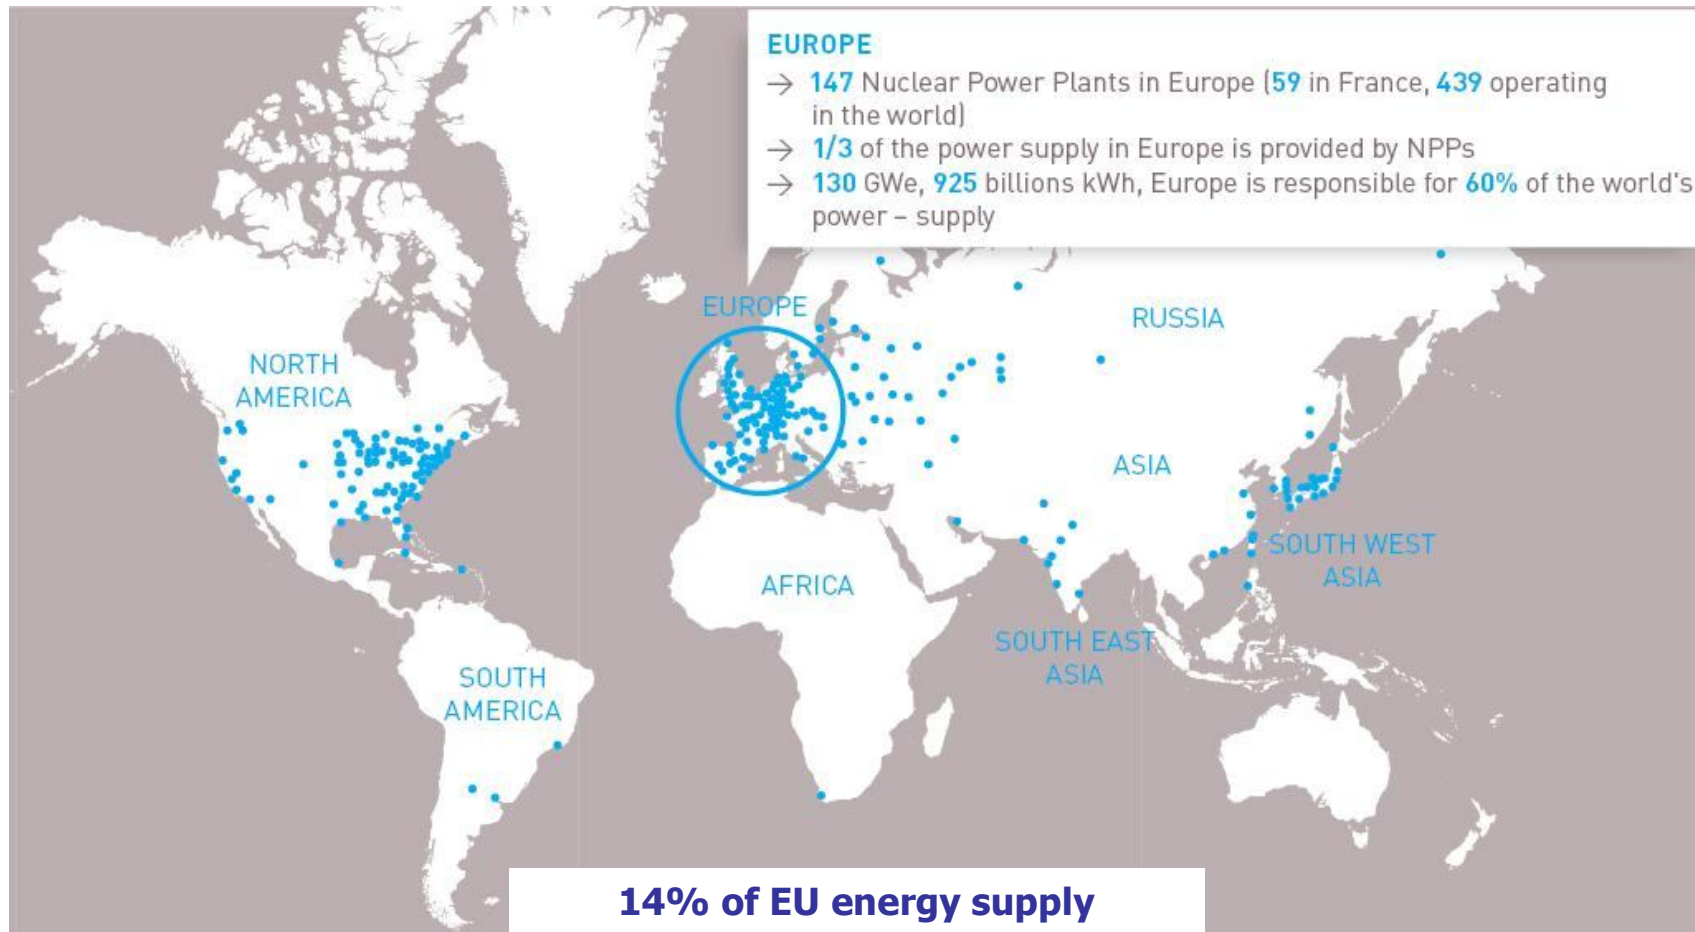 EUROPE
→ 147 Nuclear Power Plants in Europe (59 in France, 439 operating
in the world)
→ 1/3 of the power supply in Europe is provided by NPPs
→ 130 GWe, 925 billions kWh, Europe is responsible for 60% of the world's
power – supply
EUROPE
RUSSIA
NORTH
AMERICA
ASIA
SOUTH WEST
ASIA
AFRICA
SOUTH EAST
ASIA
SOUTH
AMERICA
14% of EU energy supply